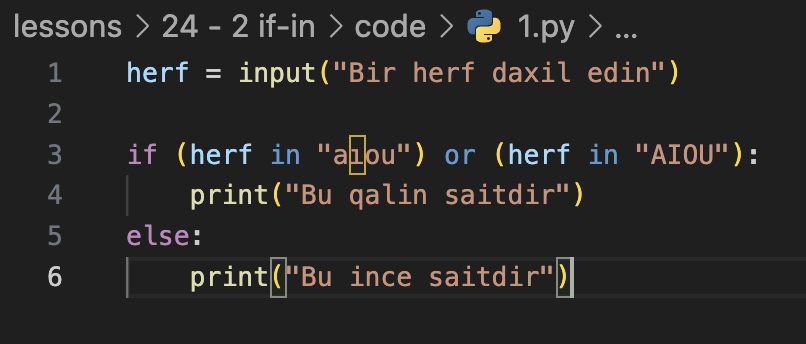 lessons > 24 - 2 if-in > code > 1.py > ...
1 herf = input("Bir herf daxil edin")
2
3 if (herf in "aıou") or (herf in "AIOU"):
4     print("Bu qalin saitdir")
5 else:
6     print("Bu ince saitdir")